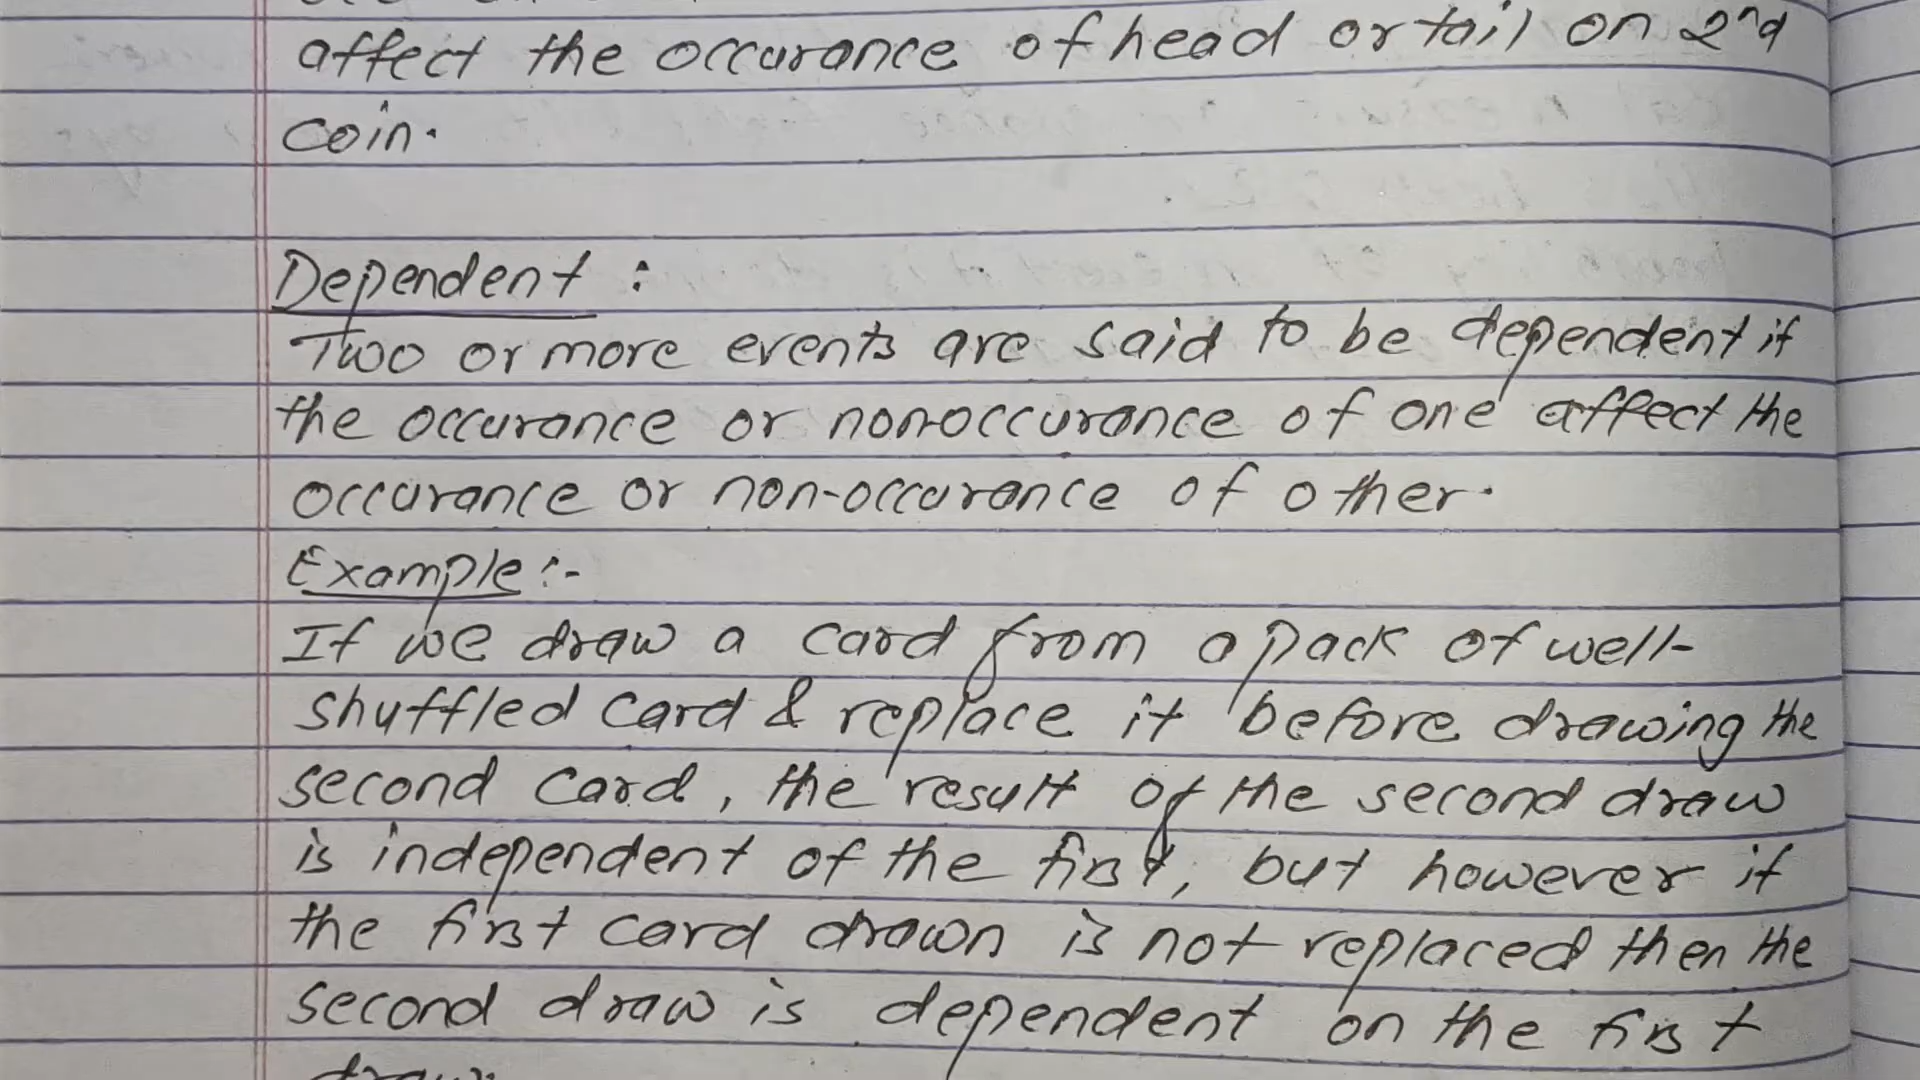 affect the occurance of head or tail on 2nd
coin.
Dependent :
Two or more events are said to be dependent if
the occurance or nonoccurance of one affect the
occurance or non-occurance of other.
Example :-
If we draw a card from a pack of well-
shuffled card & replace it before drawing the
second card, the result of the second draw
is independent of the first, but however if
the first card drawn is not replaced then the
second draw is dependent on the first
draw.